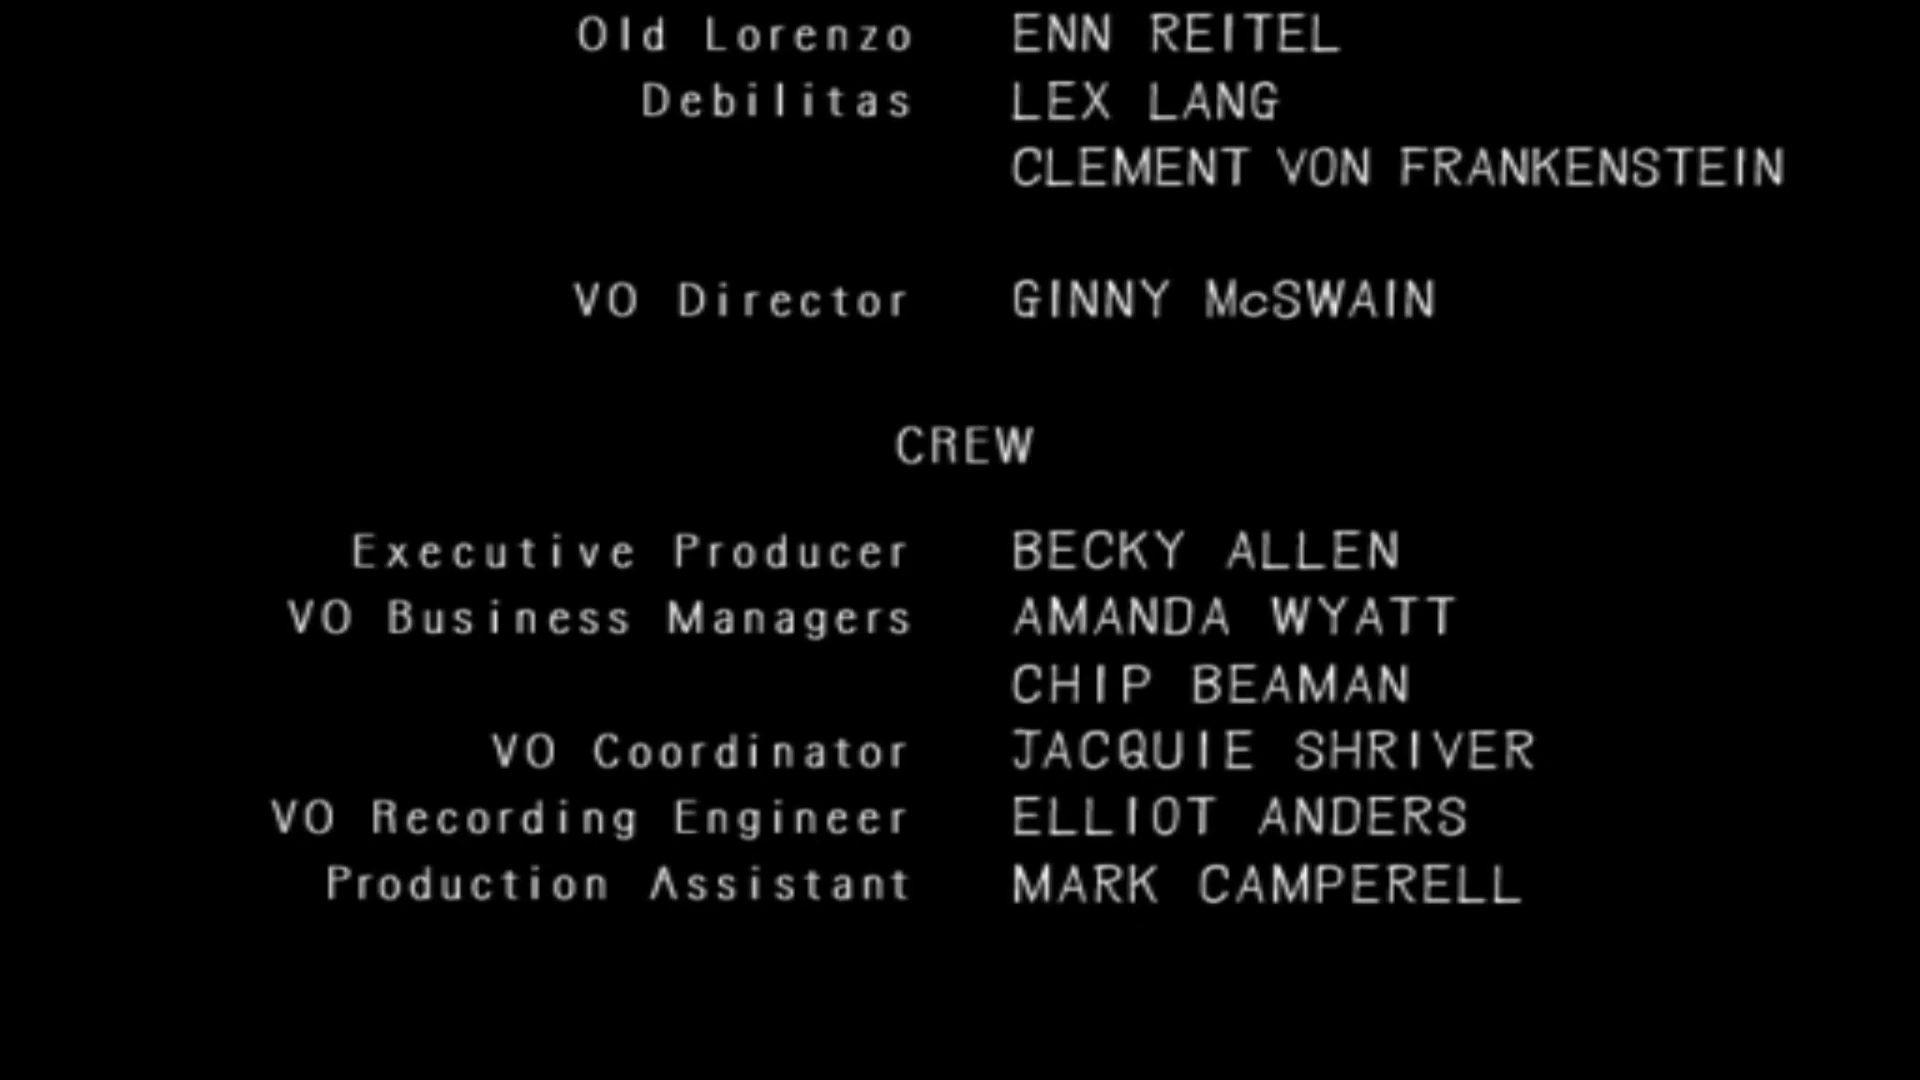 Old Lorenzo ENN REITEL
Debilitas LEX LANG
CLEMENT VON FRANKENSTEIN
VO Director GINNY McSWAIN
CREW
Executive Producer BECKY ALLEN
VO Business Managers AMANDA WYATT
CHIP BEAMAN
VO Coordinator JACQUIE SHRIVER
VO Recording Engineer ELLIOT ANDERS
Production Assistant MARK CAMPERELL